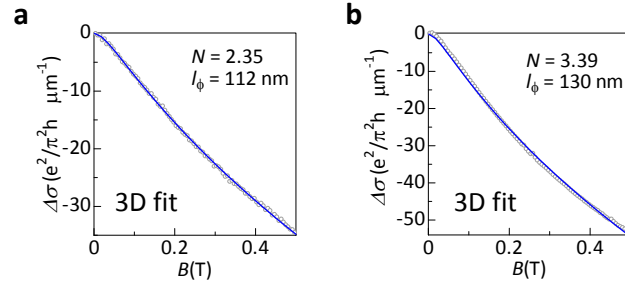 a
0
-10
-20
-30
Δσ (e²/π²h μm⁻¹)
N = 2.35
lϕ = 112 nm
3D fit
0
0.2
0.4
B(T)
b
0
-10
-20
-30
-40
-50
Δσ (e²/π²h μm⁻¹)
N = 3.39
lϕ = 130 nm
3D fit
0
0.2
0.4
B(T)